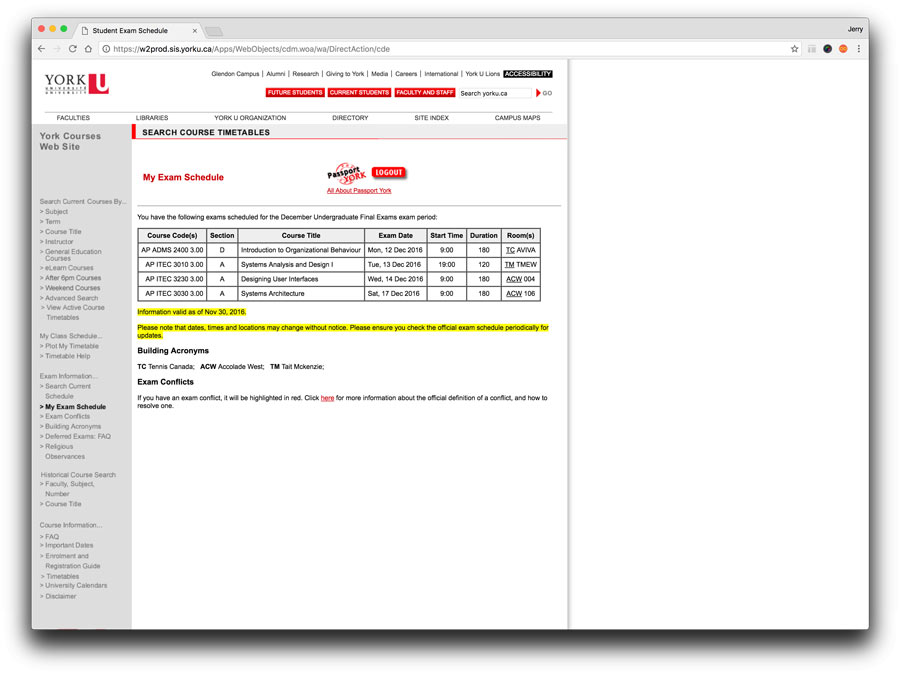 Student Exam Schedule
Jerry
https://w2prod.sis.yorku.ca/Apps/WebObjects/cdm.woa/wa/DirectAction/cde
YORK U
UNIVERSITÉ
UNIVERSITY
Glendon Campus | Alumni | Research | Giving to York | Media | Careers | International | York U Lions ACCESSIBILITY
FUTURE STUDENTS CURRENT STUDENTS FACULTY AND STAFF Search yorku.ca GO
FACULTIES LIBRARIES YORK U ORGANIZATION DIRECTORY SITE INDEX CAMPUS MAPS
York Courses
Web Site
Search Current Courses By...
> Subject
> Term
> Course Title
> Instructor
> General Education
Courses
> eLearn Courses
> After 6pm Courses
> Weekend Courses
> Advanced Search
> View Active Course
Timetables
My Class Schedule...
> Plot My Timetable
> Timetable Help
Exam Information...
> Search Current
Schedule
> My Exam Schedule
> Exam Conflicts
> Building Acronyms
> Deferred Exams: FAQ
> Religious
Observances
Historical Course Search
> Faculty, Subject,
Number
> Course Title
Course Information...
> FAQ
> Important Dates
> Enrolment and
Registration Guide
> Timetables
> University Calendars
> Disclaimer
SEARCH COURSE TIMETABLES
My Exam Schedule
Passport YORK
LOGOUT
All About Passport York
You have the following exams scheduled for the December Undergraduate Final Exams exam period:
Course Code(s) Section Course Title Exam Date Start Time Duration Room(s)
AP ADMS 2400 3.00 D Introduction to Organizational Behaviour Mon, 12 Dec 2016 9:00 180 TC AVIVA
AP ITEC 3010 3.00 A Systems Analysis and Design I Tue, 13 Dec 2016 19:00 120 TM TMEW
AP ITEC 3230 3.00 A Designing User Interfaces Wed, 14 Dec 2016 9:00 180 ACW 004
AP ITEC 3030 3.00 A Systems Architecture Sat, 17 Dec 2016 9:00 180 ACW 106
Information valid as of Nov 30, 2016.
Please note that dates, times and locations may change without notice. Please ensure you check the official exam schedule periodically for
updates.
Building Acronyms
TC Tennis Canada; ACW Accolade West; TM Tait Mckenzie;
Exam Conflicts
If you have an exam conflict, it will be highlighted in red. Click here for more information about the official definition of a conflict, and how to
resolve one.